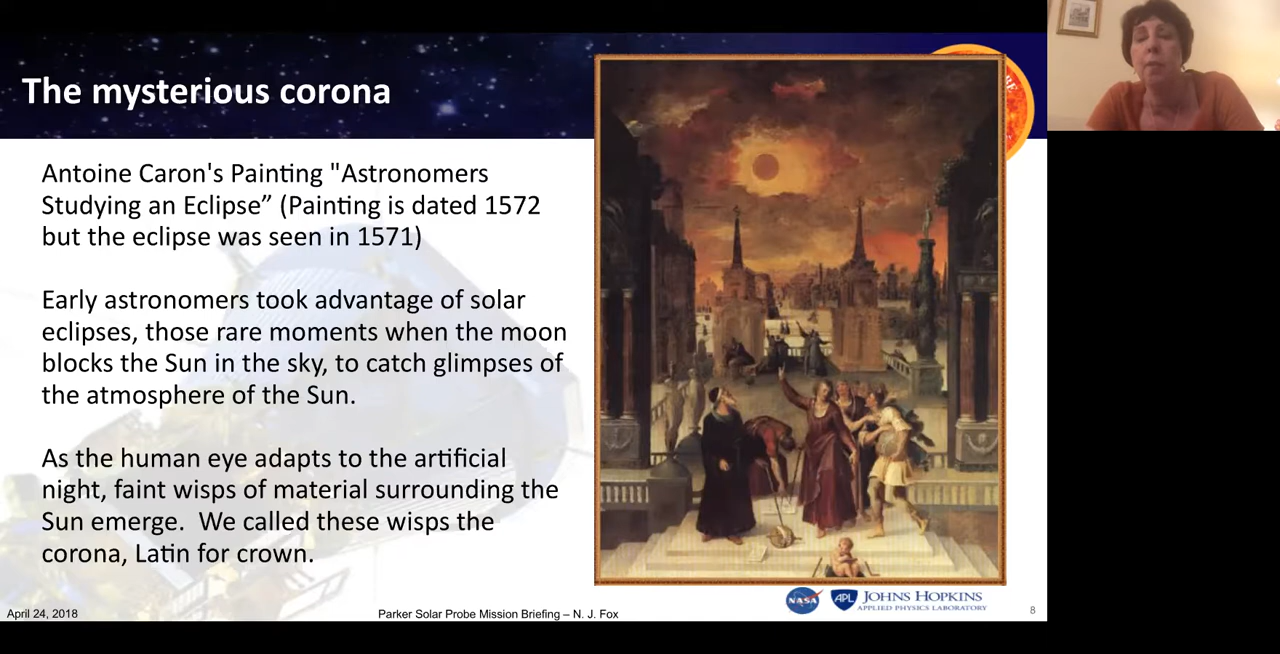 The mysterious corona
Antoine Caron's Painting "Astronomers
Studying an Eclipse” (Painting is dated 1572
but the eclipse was seen in 1571)
Early astronomers took advantage of solar
eclipses, those rare moments when the moon
blocks the Sun in the sky, to catch glimpses of
the atmosphere of the Sun.
As the human eye adapts to the artificial
night, faint wisps of material surrounding the
Sun emerge.  We called these wisps the
corona, Latin for crown.
April 24, 2018
Parker Solar Probe Mission Briefing – N. J. Fox
NASA
APL
JOHNS HOPKINS
APPLIED PHYSICS LABORATORY
8